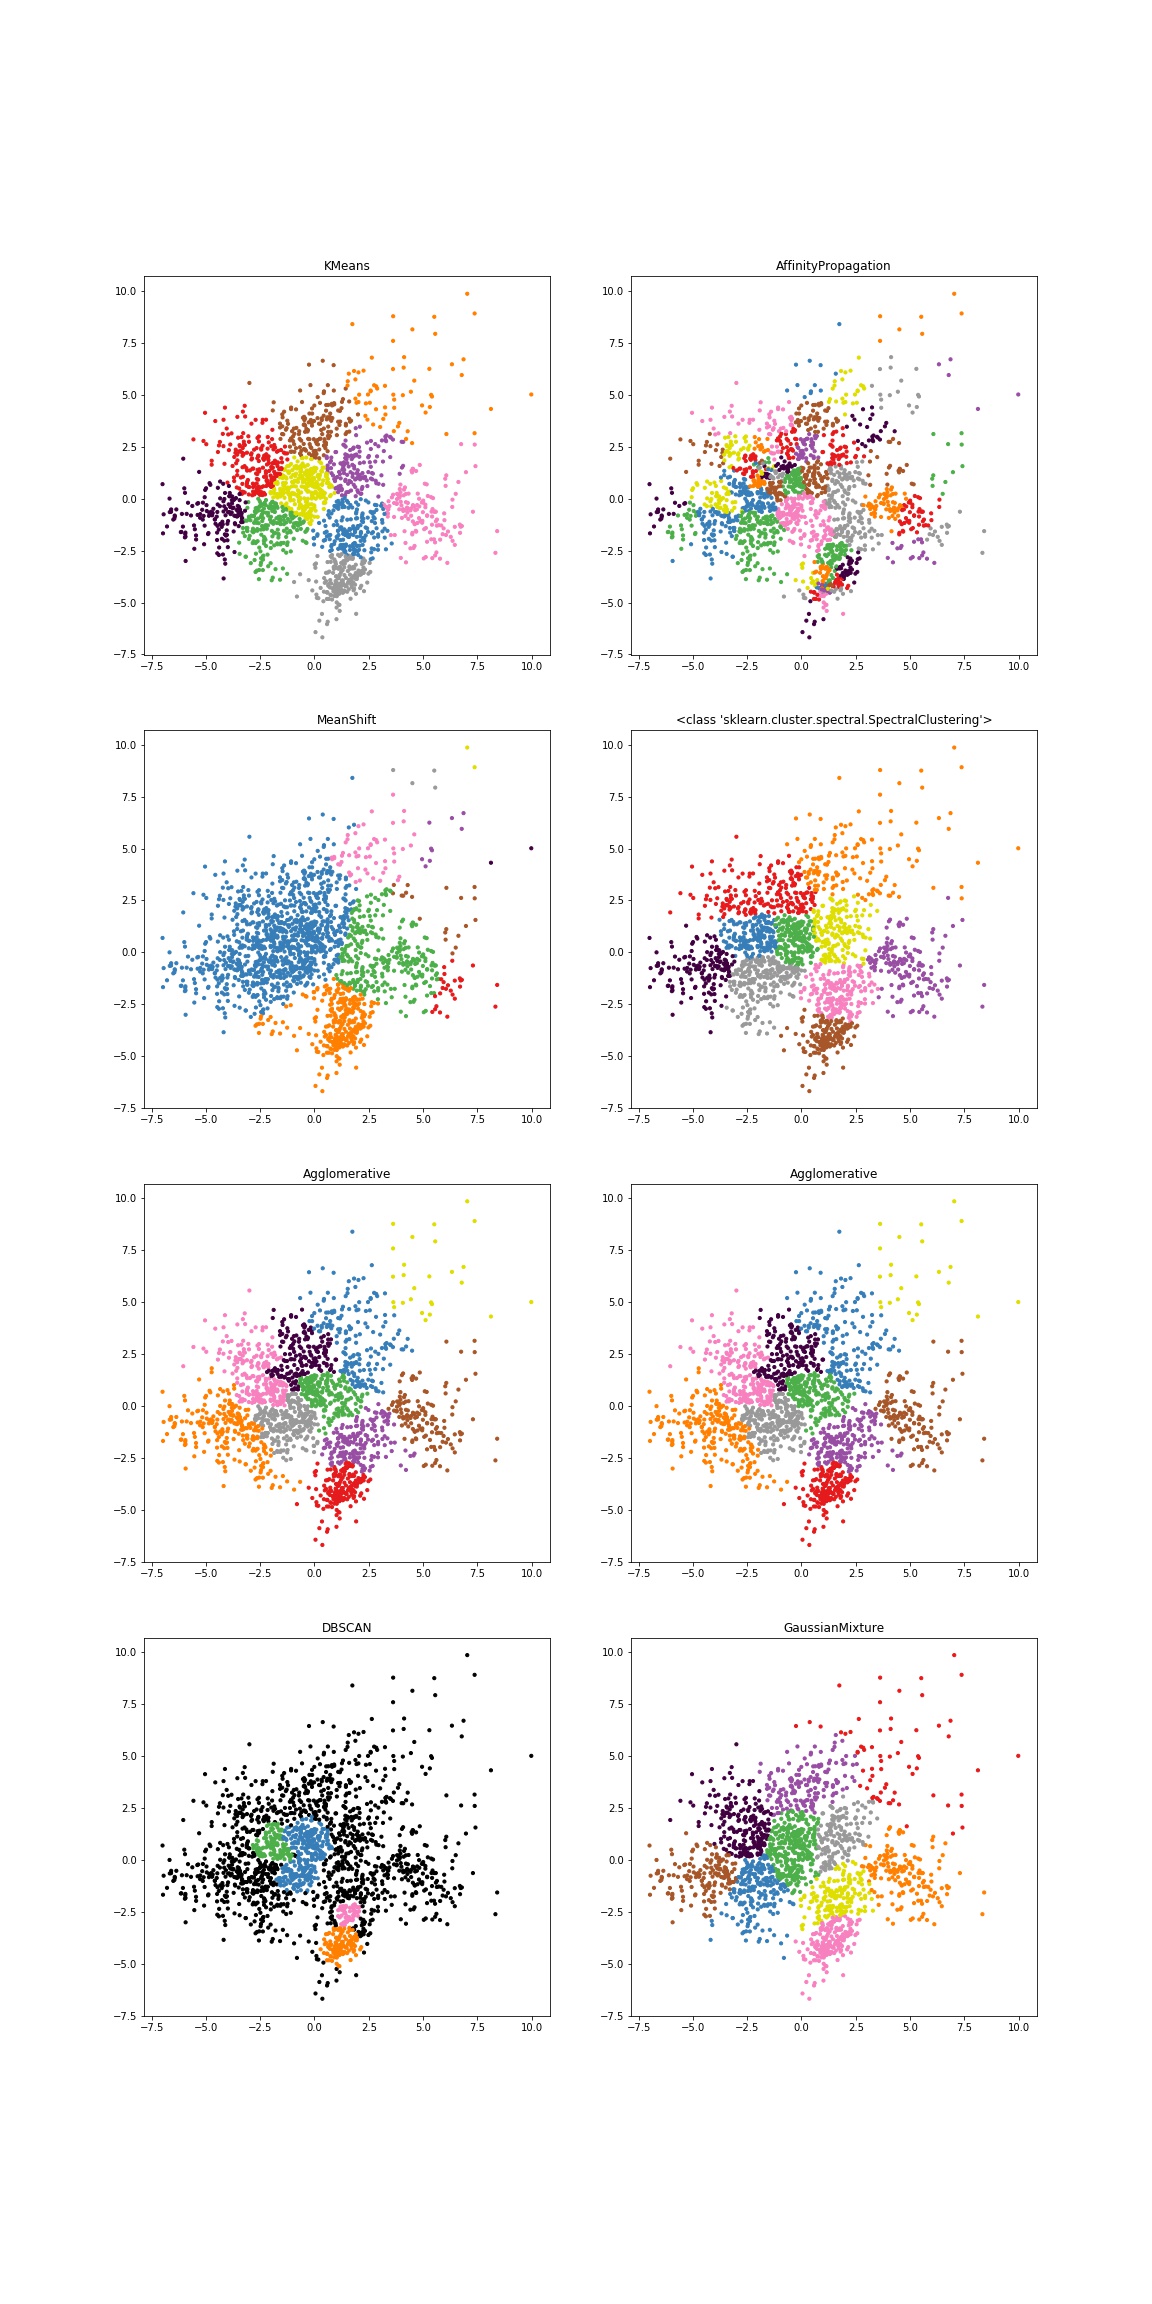 KMeans
AffinityPropagation
10.0 7.5 5.0 2.5 0.0 −2.5 −5.0 −7.5
−7.5 −5.0 −2.5 0.0 2.5 5.0 7.5 10.0
10.0 7.5 5.0 2.5 0.0 −2.5 −5.0 −7.5
−7.5 −5.0 −2.5 0.0 2.5 5.0 7.5 10.0
MeanShift
<class 'sklearn.cluster.spectral.SpectralClustering'>
10.0 7.5 5.0 2.5 0.0 −2.5 −5.0 −7.5
−7.5 −5.0 −2.5 0.0 2.5 5.0 7.5 10.0
10.0 7.5 5.0 2.5 0.0 −2.5 −5.0 −7.5
−7.5 −5.0 −2.5 0.0 2.5 5.0 7.5 10.0
Agglomerative
Agglomerative
10.0 7.5 5.0 2.5 0.0 −2.5 −5.0 −7.5
−7.5 −5.0 −2.5 0.0 2.5 5.0 7.5 10.0
10.0 7.5 5.0 2.5 0.0 −2.5 −5.0 −7.5
−7.5 −5.0 −2.5 0.0 2.5 5.0 7.5 10.0
DBSCAN
GaussianMixture
10.0 7.5 5.0 2.5 0.0 −2.5 −5.0 −7.5
−7.5 −5.0 −2.5 0.0 2.5 5.0 7.5 10.0
10.0 7.5 5.0 2.5 0.0 −2.5 −5.0 −7.5
−7.5 −5.0 −2.5 0.0 2.5 5.0 7.5 10.0